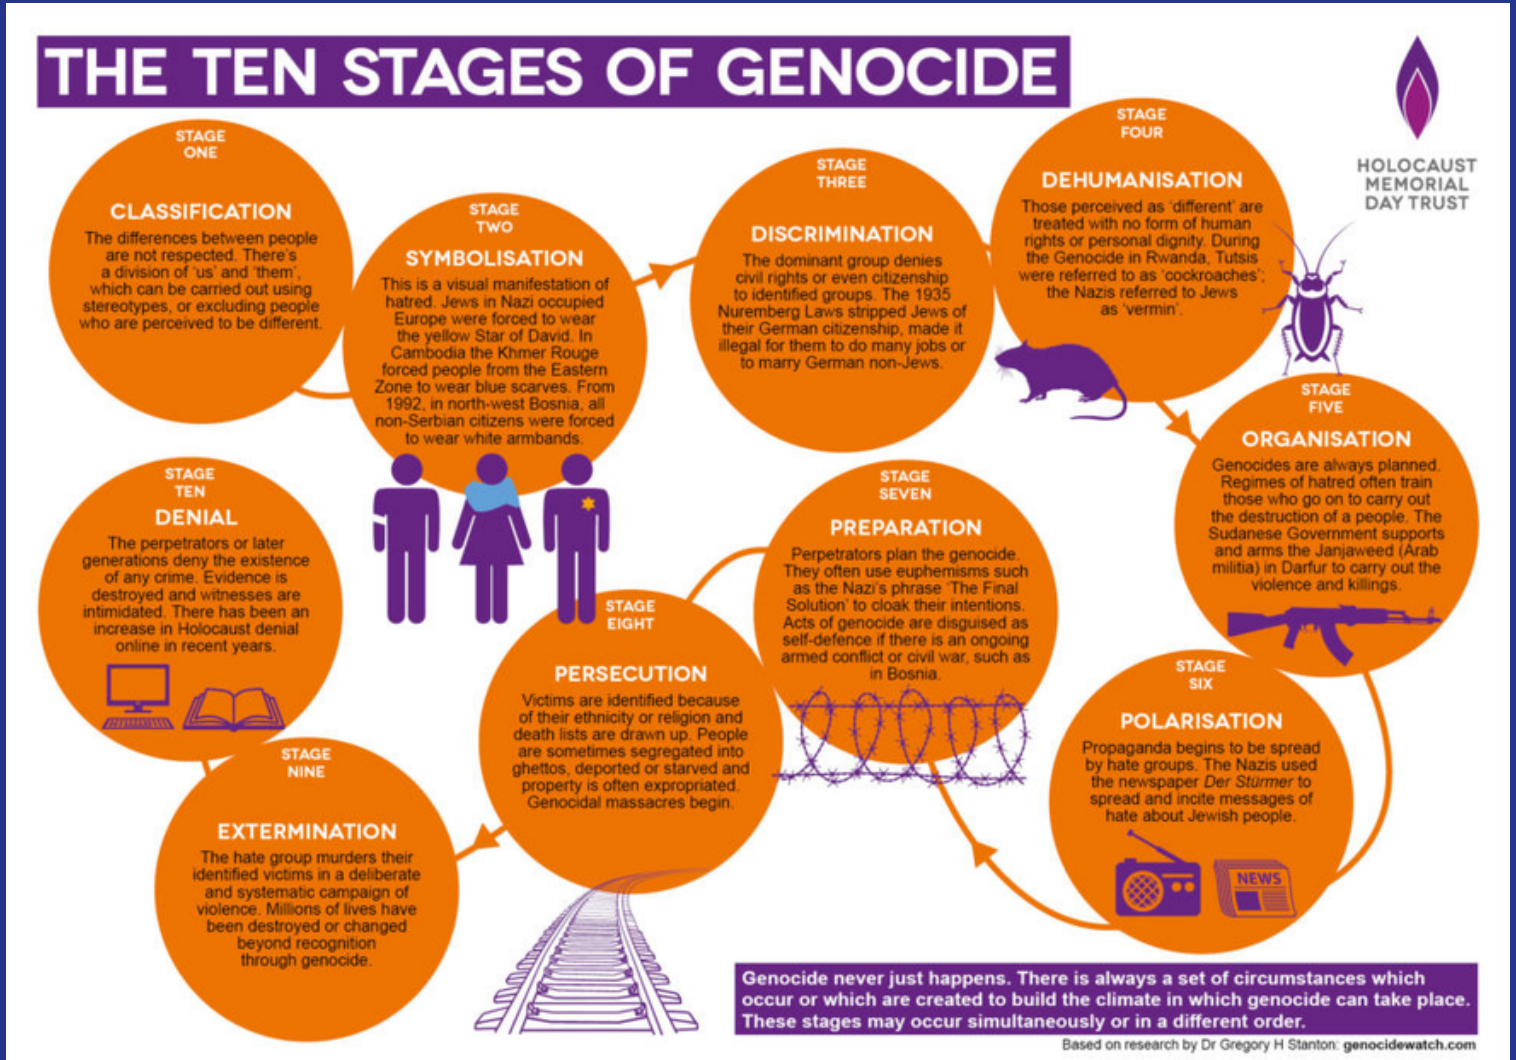 THE TEN STAGES OF GENOCIDE
HOLOCAUST
MEMORIAL
DAY TRUST
STAGE
ONE
CLASSIFICATION
The differences between people
are not respected. There's
a division of 'us' and 'them',
which can be carried out using
stereotypes, or excluding people
who are perceived to be different.
STAGE
TWO
SYMBOLISATION
This is a visual manifestation of
hatred. Jews in Nazi occupied
Europe were forced to wear
the yellow Star of David. In
Cambodia the Khmer Rouge
forced people from the Eastern
Zone to wear blue scarves. From
1992, in north-west Bosnia, all
non-Serbian citizens were forced
to wear white armbands.
STAGE
THREE
DISCRIMINATION
The dominant group denies
civil rights or even citizenship
to identified groups. The 1935
Nuremberg Laws stripped Jews of
their German citizenship, made it
illegal for them to do many jobs or
to marry German non-Jews.
STAGE
FOUR
DEHUMANISATION
Those perceived as 'different' are
treated with no form of human
rights or personal dignity. During
the Genocide in Rwanda, Tutsis
were referred to as 'cockroaches';
the Nazis referred to Jews
as 'vermin'.
STAGE
FIVE
ORGANISATION
Genocides are always planned.
Regimes of hatred often train
those who go on to carry out
the destruction of a people. The
Sudanese Government supports
and arms the Janjaweed (Arab
militia) in Darfur to carry out the
violence and killings.
STAGE
SIX
POLARISATION
Propaganda begins to be spread
by hate groups. The Nazis used
the newspaper Der Stürmer to
spread and incite messages of
hate about Jewish people.
NEWS
STAGE
SEVEN
PREPARATION
Perpetrators plan the genocide.
They often use euphemisms such
as the Nazi's phrase 'The Final
Solution' to cloak their intentions.
Acts of genocide are disguised as
self-defence if there is an ongoing
armed conflict or civil war, such as
in Bosnia.
STAGE
EIGHT
PERSECUTION
Victims are identified because
of their ethnicity or religion and
death lists are drawn up. People
are sometimes segregated into
ghettos, deported or starved and
property is often expropriated.
Genocidal massacres begin.
STAGE
NINE
EXTERMINATION
The hate group murders their
identified victims in a deliberate
and systematic campaign of
violence. Millions of lives have
been destroyed or changed
beyond recognition
through genocide.
STAGE
TEN
DENIAL
The perpetrators or later
generations deny the existence
of any crime. Evidence is
destroyed and witnesses are
intimidated. There has been an
increase in Holocaust denial
online in recent years.
Genocide never just happens. There is always a set of circumstances which
occur or which are created to build the climate in which genocide can take place.
These stages may occur simultaneously or in a different order.
Based on research by Dr Gregory H Stanton: genocidewatch.com